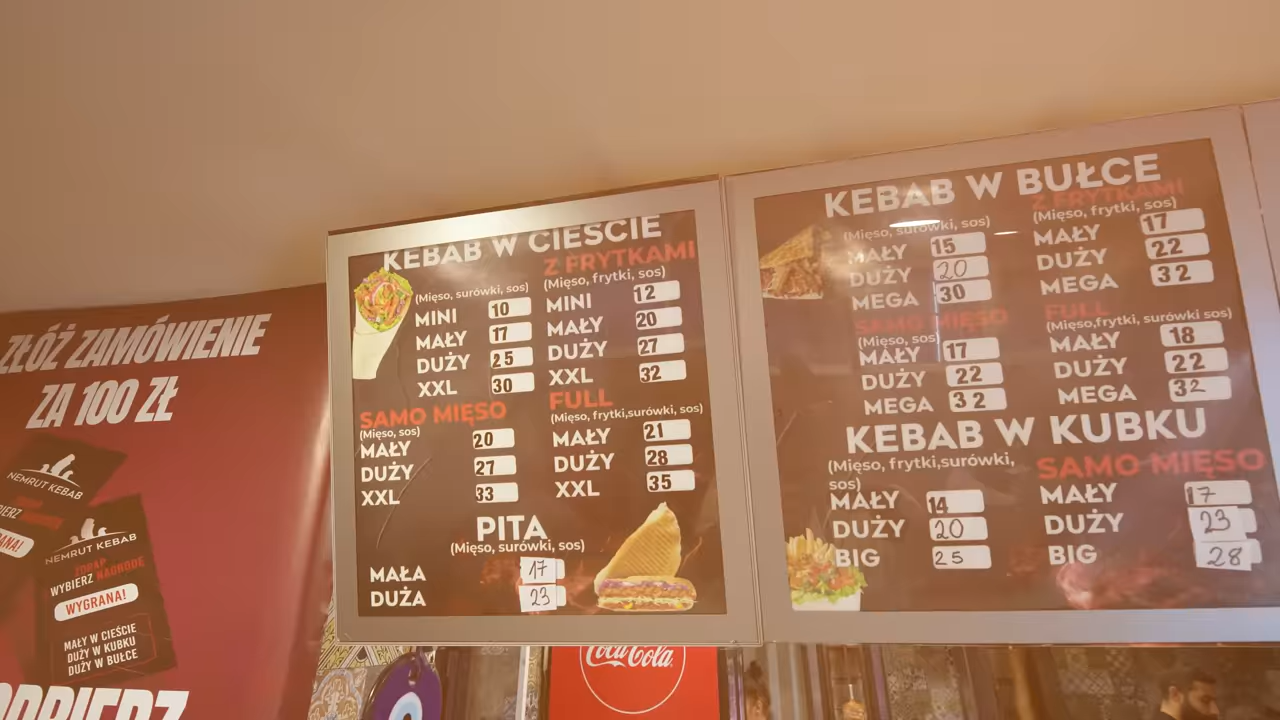 ZŁÓŻ ZAMÓWIENIE
ZA 100 ZŁ
NEMRUT KEBAB
NEMRUT KEBAB
ZDRAP
WYBIERZ NAGRODĘ
WYGRANA!
MAŁY W CIEŚCIE
DUŻY W KUBKU
DUŻY W BUŁCE
KEBAB W CIEŚCIE
(Mięso, surówki, sos)
MINI 10
MAŁY 17
DUŻY 25
XXL 30
Z FRYTKAMI
(Mięso, frytki, sos)
MINI 12
MAŁY 20
DUŻY 27
XXL 32
SAMO MIĘSO
(Mięso, sos)
MAŁY 20
DUŻY 27
XXL 33
FULL
(Mięso, frytki,surówki, sos)
MAŁY 21
DUŻY 28
XXL 35
PITA
(Mięso, surówki, sos)
MAŁA 17
DUŻA 23
KEBAB W BUŁCE
(Mięso, surówki, sos)
MAŁY 15
DUŻY 20
MEGA 30
Z FRYTKAMI
(Mięso, frytki, sos)
MAŁY 17
DUŻY 22
MEGA 32
SAMO MIĘSO
(Mięso, sos)
MAŁY 17
DUŻY 22
MEGA 32
FULL
(Mięso,frytki,surówki, sos)
MAŁY 18
DUŻY 22
MEGA 32
KEBAB W KUBKU
(Mięso, frytki,surówki,
sos)
MAŁY 14
DUŻY 20
BIG 25
SAMO MIĘSO
MAŁY 17
DUŻY 23
BIG 28
Coca-Cola